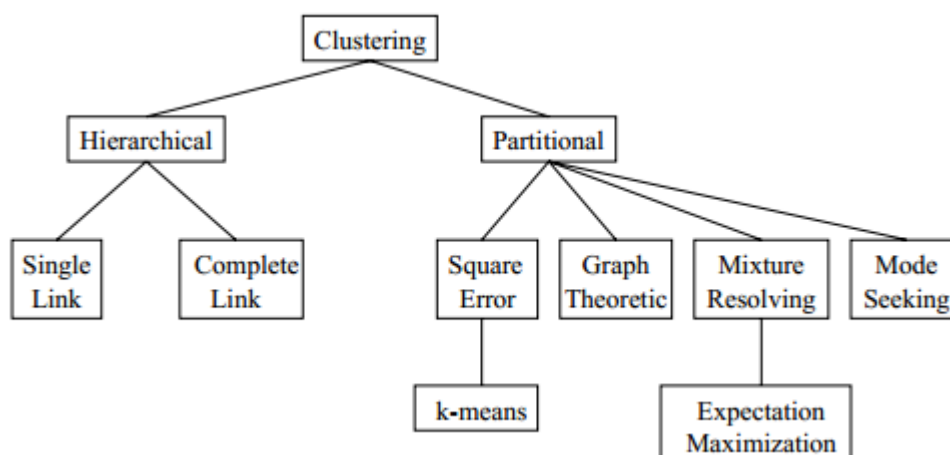 Clustering
Hierarchical
Partitional
Single
Link
Complete
Link
Square
Error
Graph
Theoretic
Mixture
Resolving
Mode
Seeking
k-means
Expectation
Maximization